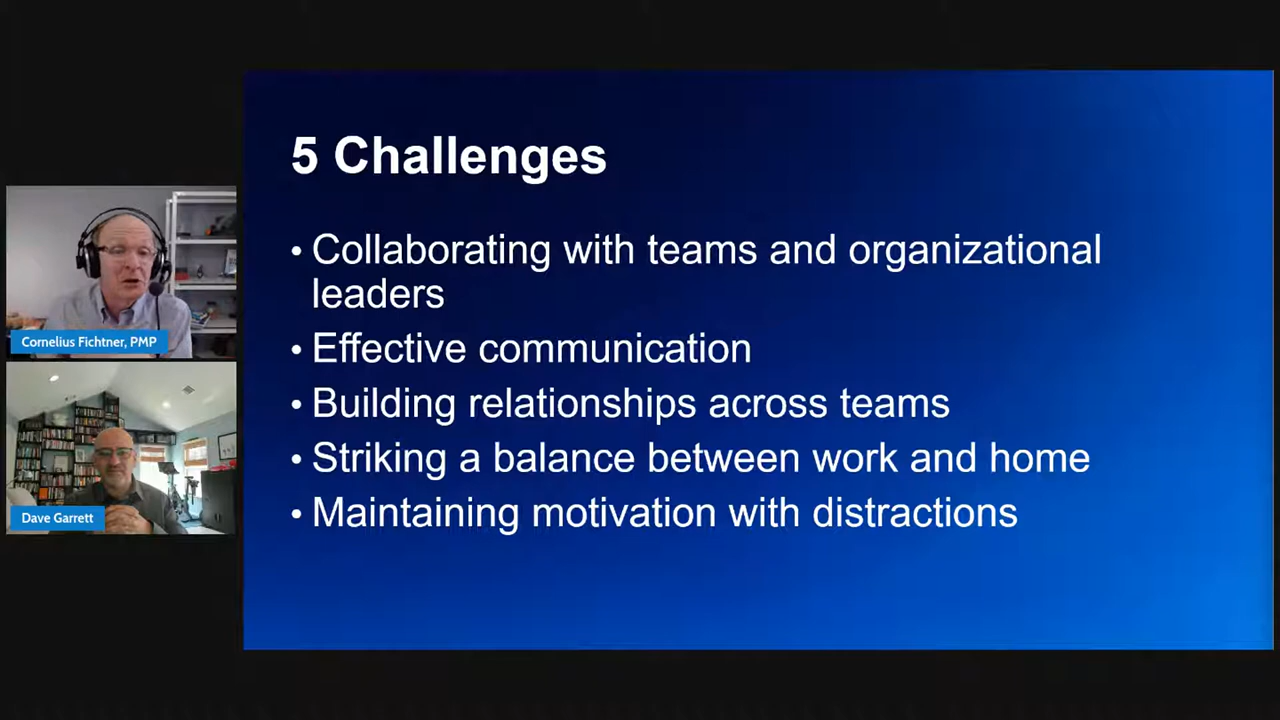 5 Challenges
• Collaborating with teams and organizational
leaders
• Effective communication
• Building relationships across teams
• Striking a balance between work and home
• Maintaining motivation with distractions
Cornelius Fichtner, PMP
Dave Garrett